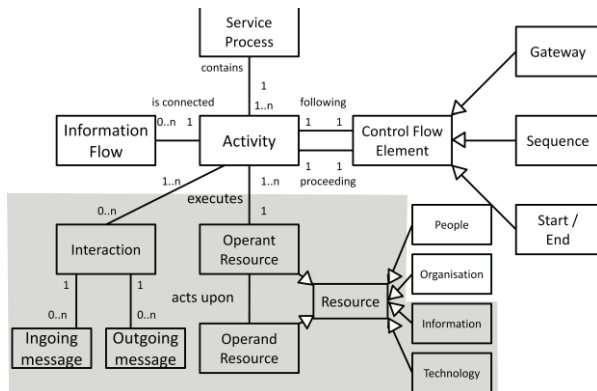 Service
Process
contains
1
1..n
is connected
0..n
1
Information
Flow
Activity
following
1
1
1
1
proceeding
Control Flow
Element
Gateway
Sequence
Start /
End
1..n
0..n
executes
1..n
1
Interaction
1
1
0..n
0..n
Ingoing
message
Outgoing
message
Operant
Resource
acts upon
Operand
Resource
Resource
People
Organisation
Information
Technology